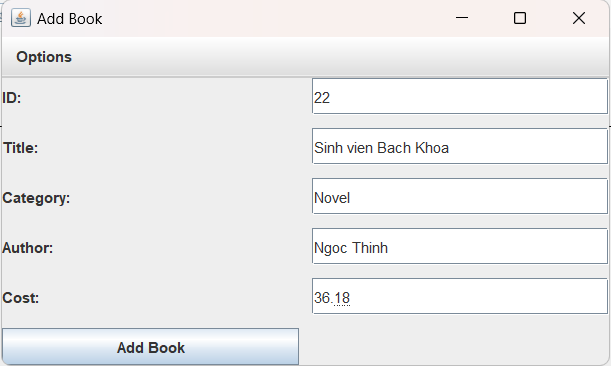 Add Book
Options
ID: 22
Title: Sinh vien Bach Khoa
Category: Novel
Author: Ngoc Thinh
Cost: 36.18
Add Book